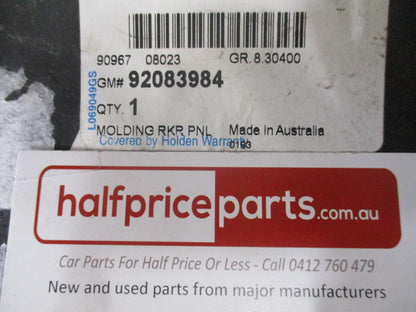 90967 08023 GR. 8.30400
GM# 92083984
QTY. 1
MOLDING RKR PNL Made in Australia
Covered by Holden Warranty
0193
L069049GS
halfpriceparts.com.au
Car Parts For Half Price Or Less - Call 0412 760 479
New and used parts from major manufacturers